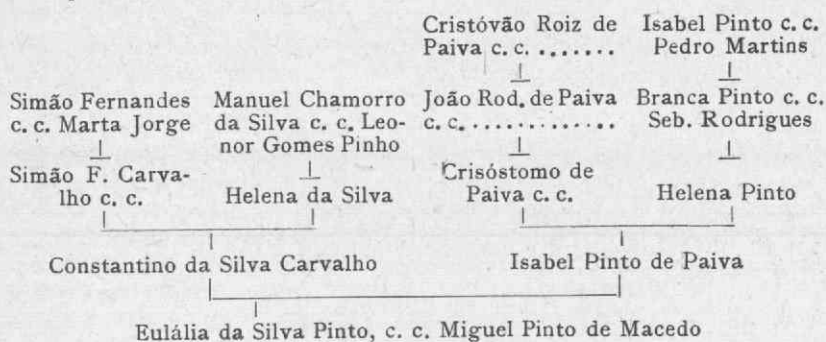 Cristóvão Roiz de
Paiva c. c. . . . . . . .
Isabel Pinto c. c.
Pedro Martins
Simão Fernandes
c. c. Marta Jorge
Manuel Chamorro
da Silva c. c. Leo-
nor Gomes Pinho
João Rod. de Paiva
c. c. . . . . . . . . . . . . . .
Branca Pinto c. c.
Seb. Rodrigues
Simão F. Carva-
lho c. c.
Helena da Silva
Crisóstomo de
Paiva c. c.
Helena Pinto
Constantino da Silva Carvalho
Isabel Pinto de Paiva
Eulália da Silva Pinto, c. c. Miguel Pinto de Macedo